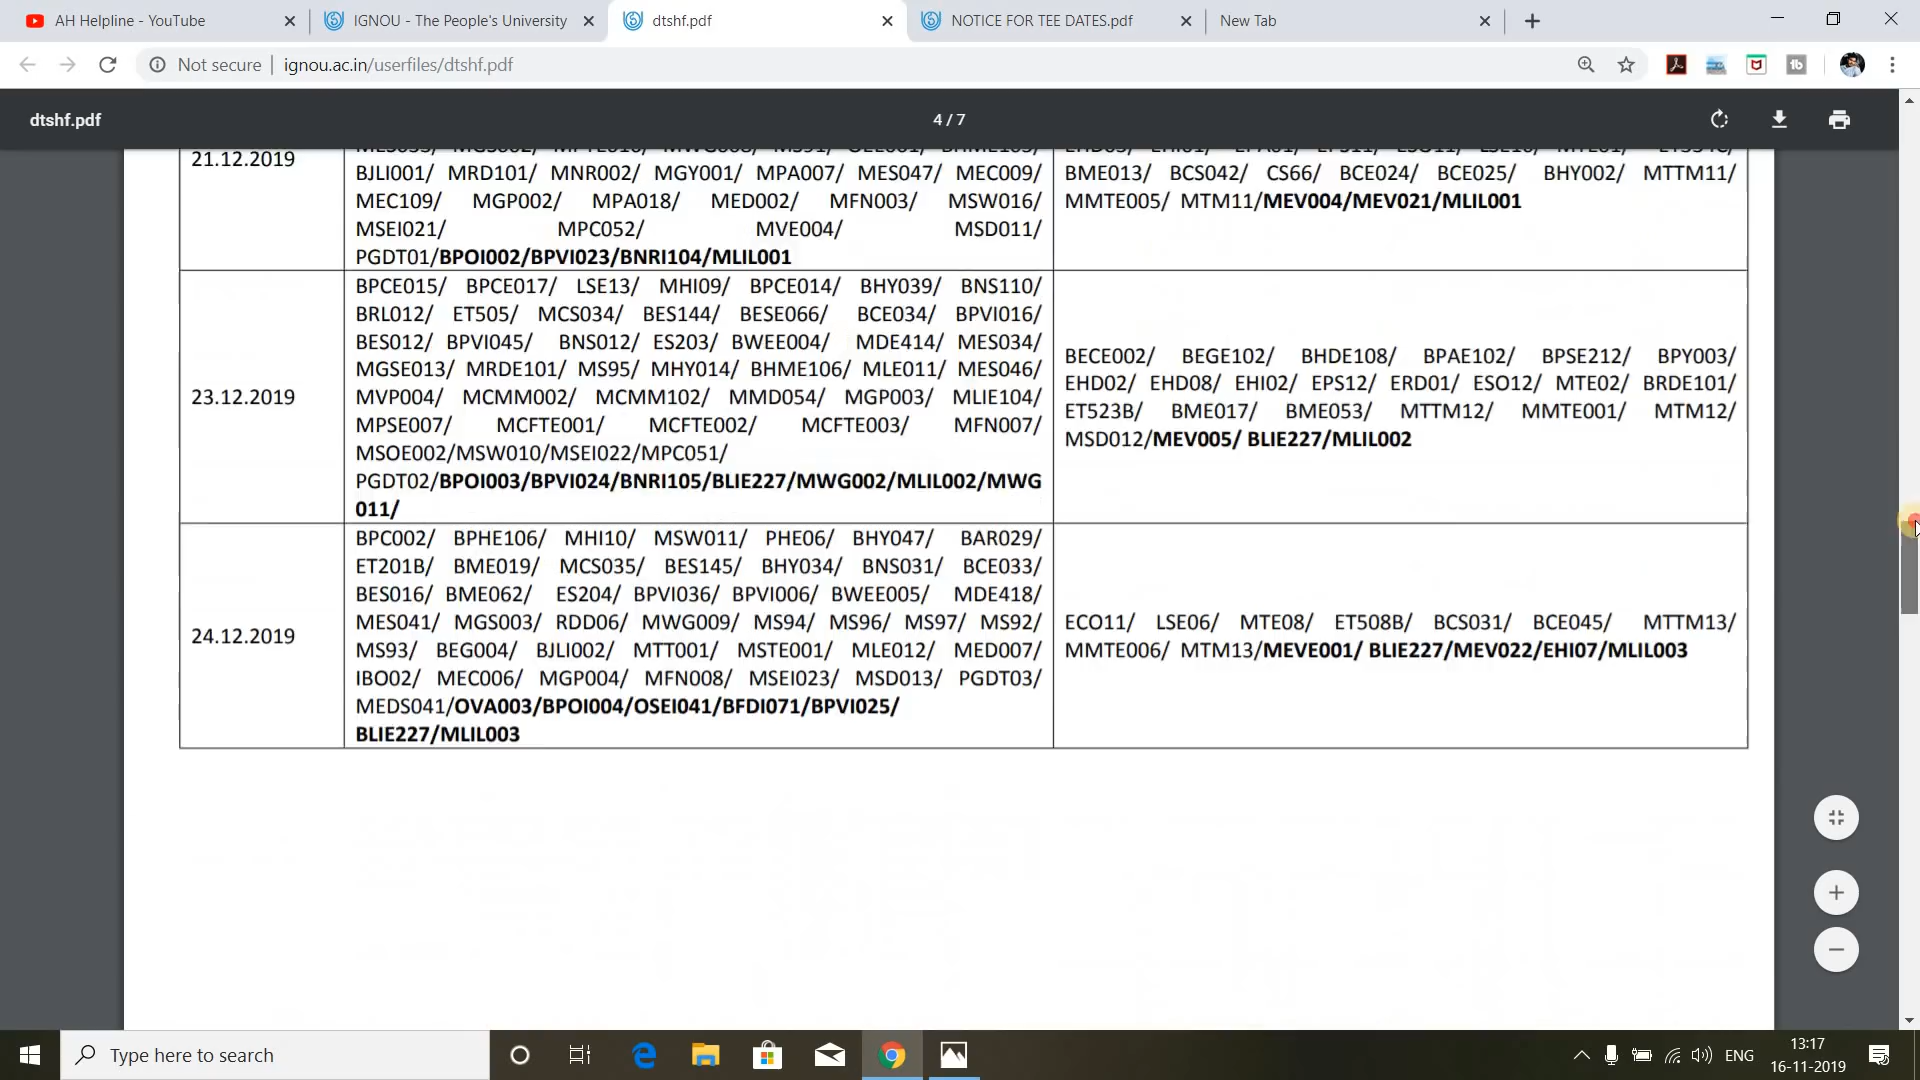 AH Helpline - YouTube
IGNOU - The People's University
dtshf.pdf
NOTICE FOR TEE DATES.pdf
New Tab
Not secure
ignou.ac.in/userfiles/dtshf.pdf
dtshf.pdf
4 / 7
21.12.2019
BJLI001/ MRD101/ MNR002/ MGY001/ MPA007/ MES047/ MEC009/
MEC109/ MGP002/ MPA018/ MED002/ MFN003/ MSW016/
MSEI021/ MPC052/ MVE004/ MSD011/
PGDT01/BPOI002/BPVI023/BNRI104/MLIL001
BME013/ BCS042/ CS66/ BCE024/ BCE025/ BHY002/ MTTM11/
MMTE005/ MTM11/MEV004/MEV021/MLIL001
23.12.2019
BPCE015/ BPCE017/ LSE13/ MHI09/ BPCE014/ BHY039/ BNS110/
BRL012/ ET505/ MCS034/ BES144/ BESE066/ BCE034/ BPVI016/
BES012/ BPVI045/ BNS012/ ES203/ BWEE004/ MDE414/ MES034/
MGSE013/ MRDE101/ MS95/ MHY014/ BHME106/ MLE011/ MES046/
MVP004/ MCMM002/ MCMM102/ MMD054/ MGP003/ MLIE104/
MPSE007/ MCFTE001/ MCFTE002/ MCFTE003/ MFN007/
MSOE002/MSW010/MSEI022/MPC051/
PGDT02/BPOI003/BPVI024/BNRI105/BLIE227/MWG002/MLIL002/MWG
011/
BECE002/ BEGE102/ BHDE108/ BPAE102/ BPSE212/ BPY003/
EHD02/ EHD08/ EHI02/ EPS12/ ERD01/ ESO12/ MTE02/ BRDE101/
ET523B/ BME017/ BME053/ MTTM12/ MMTE001/ MTM12/
MSD012/MEV005/ BLIE227/MLIL002
24.12.2019
BPC002/ BPHE106/ MHI10/ MSW011/ PHE06/ BHY047/ BAR029/
ET201B/ BME019/ MCS035/ BES145/ BHY034/ BNS031/ BCE033/
BES016/ BME062/ ES204/ BPVI036/ BPVI006/ BWEE005/ MDE418/
MES041/ MGS003/ RDD06/ MWG009/ MS94/ MS96/ MS97/ MS92/
MS93/ BEG004/ BJLI002/ MTT001/ MSTE001/ MLE012/ MED007/
IBO02/ MEC006/ MGP004/ MFN008/ MSEI023/ MSD013/ PGDT03/
MEDS041/OVA003/BPOI004/OSEI041/BFDI071/BPVI025/
BLIE227/MLIL003
ECO11/ LSE06/ MTE08/ ET508B/ BCS031/ BCE045/ MTTM13/
MMTE006/ MTM13/MEVE001/ BLIE227/MEV022/EHI07/MLIL003
Type here to search
ENG
13:17
16-11-2019